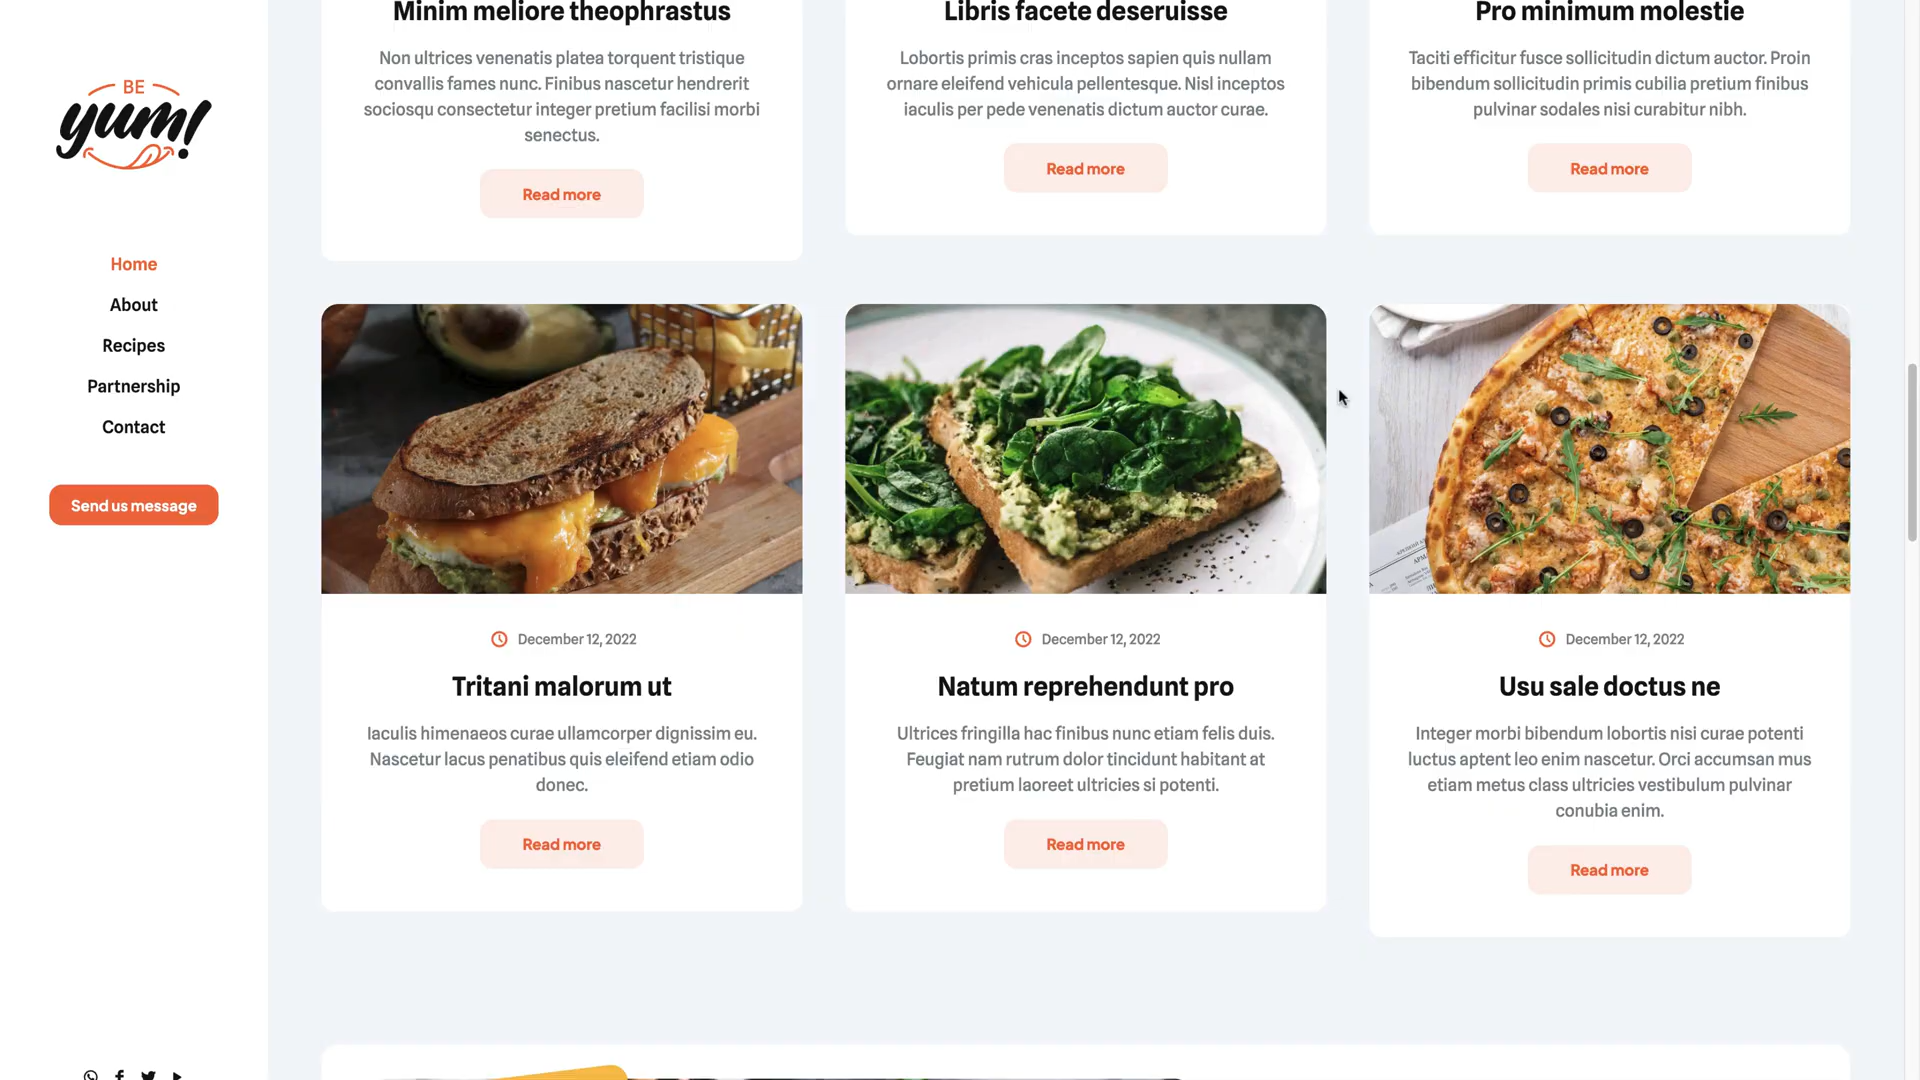 BE
yum!
Home
About
Recipes
Partnership
Contact
Send us message
Minim meliore theophrastus
Non ultrices venenatis platea torquent tristique
convallis fames nunc. Finibus nascetur hendrerit
sociosqu consectetur integer pretium facilisi morbi
senectus.
Read more
Libris facete deseruisse
Lobortis primis cras inceptos sapien quis nullam
ornare eleifend vehicula pellentesque. Nisl inceptos
iaculis per pede venenatis dictum auctor curae.
Read more
Pro minimum molestie
Taciti efficitur fusce sollicitudin dictum auctor. Proin
bibendum sollicitudin primis cubilia pretium finibus
pulvinar sodales nisi curabitur nibh.
Read more
December 12, 2022
Tritani malorum ut
Iaculis himenaeos curae ullamcorper dignissim eu.
Nascetur lacus penatibus quis eleifend etiam odio
donec.
Read more
December 12, 2022
Natum reprehendunt pro
Ultrices fringilla hac finibus nunc etiam felis duis.
Feugiat nam rutrum dolor tincidunt habitant at
pretium laoreet ultricies si potenti.
Read more
December 12, 2022
Usu sale doctus ne
Integer morbi bibendum lobortis nisi curae potenti
luctus aptent leo enim nascetur. Orci accumsan mus
etiam metus class ultricies vestibulum pulvinar
conubia enim.
Read more